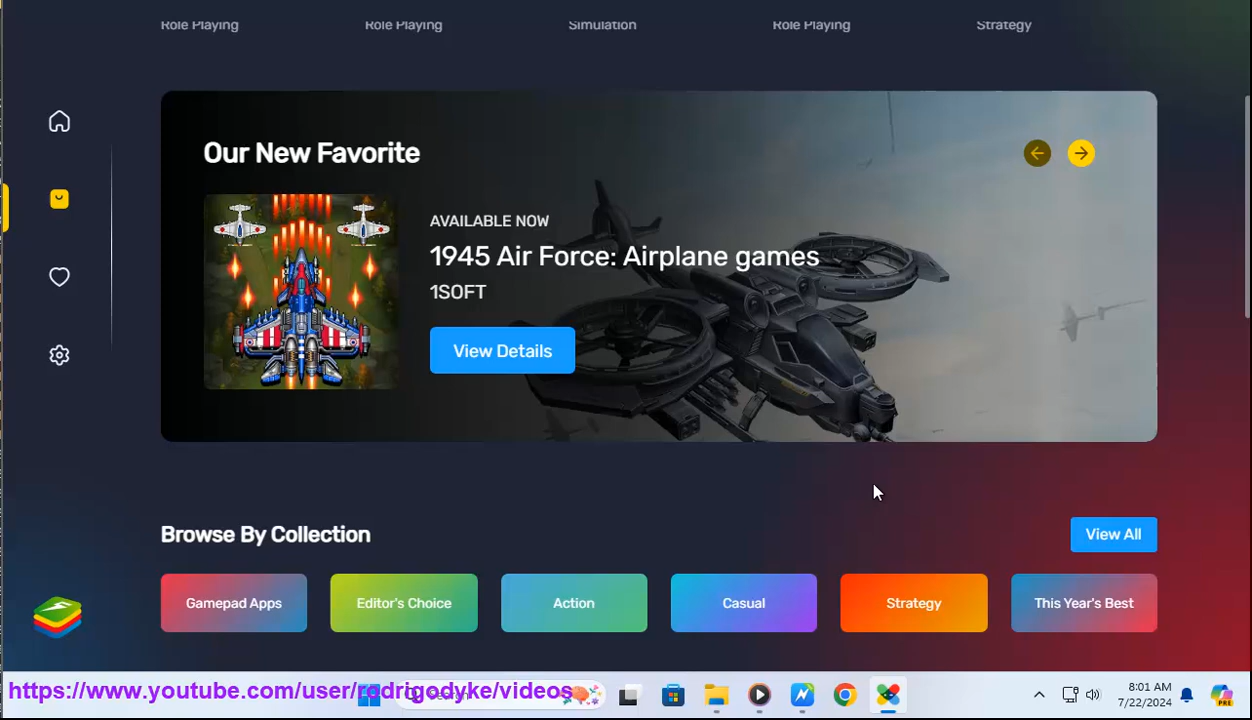 Role Playing
Role Playing
Simulation
Role Playing
Strategy
Our New Favorite
AVAILABLE NOW
1945 Air Force: Airplane games
1SOFT
View Details
Browse By Collection
View All
Gamepad Apps
Editor's Choice
Action
Casual
Strategy
This Year's Best
https://www.youtube.com/user/rodrigodyke/videos
Search
8:01 AM
7/22/2024
PRE